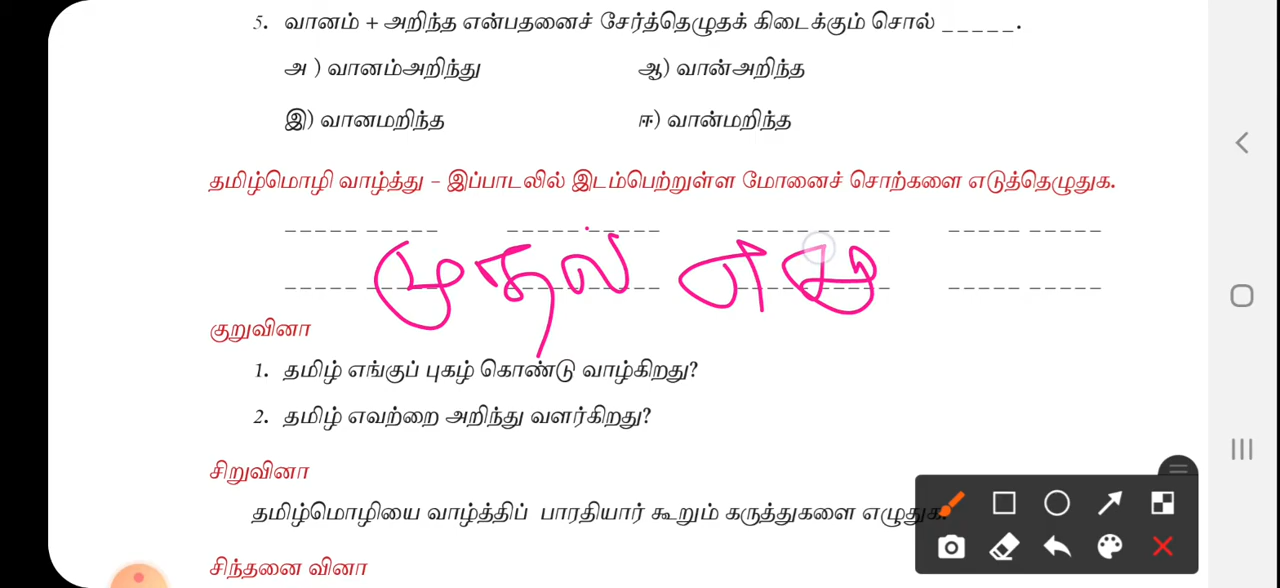 5. வானம் + அறிந்த என்பதனைச் சேர்த்தெழுதக் கிடைக்கும் சொல் _____.
அ ) வானம்அறிந்து ஆ) வான்அறிந்த
இ) வானமறிந்த ஈ) வான்மறிந்த
தமிழ்மொழி வாழ்த்து – இப்பாடலில் இடம்பெற்றுள்ள மோனைச் சொற்களை எடுத்தெழுதுக.
முதல் எழு
குறுவினா
1. தமிழ் எங்குப் புகழ் கொண்டு வாழ்கிறது?
2. தமிழ் எவற்றை அறிந்து வளர்கிறது?
சிறுவினா
தமிழ்மொழியை வாழ்த்திப் பாரதியார் கூறும் கருத்துகளை எழுதுக.
சிந்தனை வினா